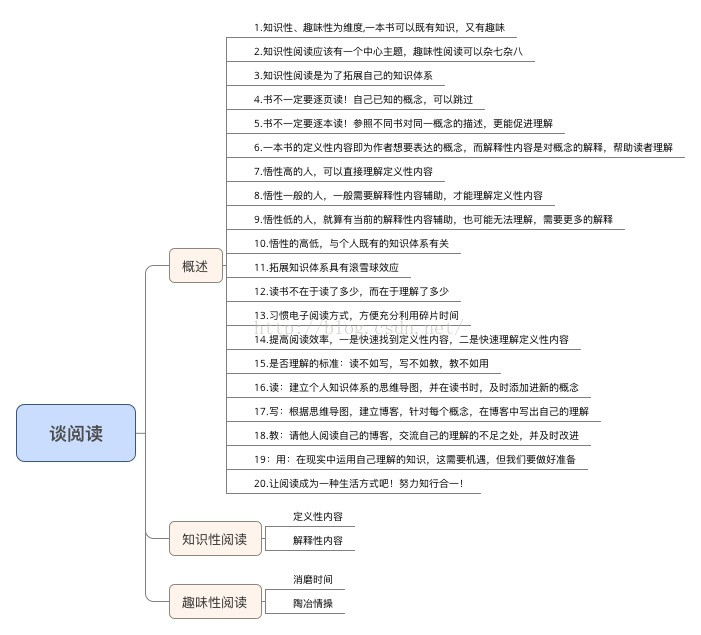 谈阅读
概述
1.知识性、趣味性为维度,一本书可以既有知识，又有趣味
2.知识性阅读应该有一个中心主题，趣味性阅读可以杂七杂八
3.知识性阅读是为了拓展自己的知识体系
4.书不一定要逐页读！自己已知的概念，可以跳过
5.书不一定要逐本读！参照不同书对同一概念的描述，更能促进理解
6.一本书的定义性内容即为作者想要表达的概念，而解释性内容是对概念的解释，帮助读者理解
7.悟性高的人，可以直接理解定义性内容
8.悟性一般的人，一般需要解释性内容辅助，才能理解定义性内容
9.悟性低的人，就算有当前的解释性内容辅助，也可能无法理解，需要更多的解释
10.悟性的高低，与个人既有的知识体系有关
11.拓展知识体系具有滚雪球效应
12.读书不在于读了多少，而在于理解了多少
13.习惯电子阅读方式，方便充分利用碎片时间
http://blog.csdn.net/
14.提高阅读效率，一是快速找到定义性内容，二是快速理解定义性内容
15.是否理解的标准：读不如写，写不如教，教不如用
16.读：建立个人知识体系的思维导图，并在读书时，及时添加进新的概念
17.写：根据思维导图，建立博客，针对每个概念，在博客中写出自己的理解
18.教：请他人阅读自己的博客，交流自己的理解的不足之处，并及时改进
19：用：在现实中运用自己理解的知识，这需要机遇，但我们要做好准备
20.让阅读成为一种生活方式吧！努力知行合一！
知识性阅读
定义性内容
解释性内容
趣味性阅读
消磨时间
陶冶情操